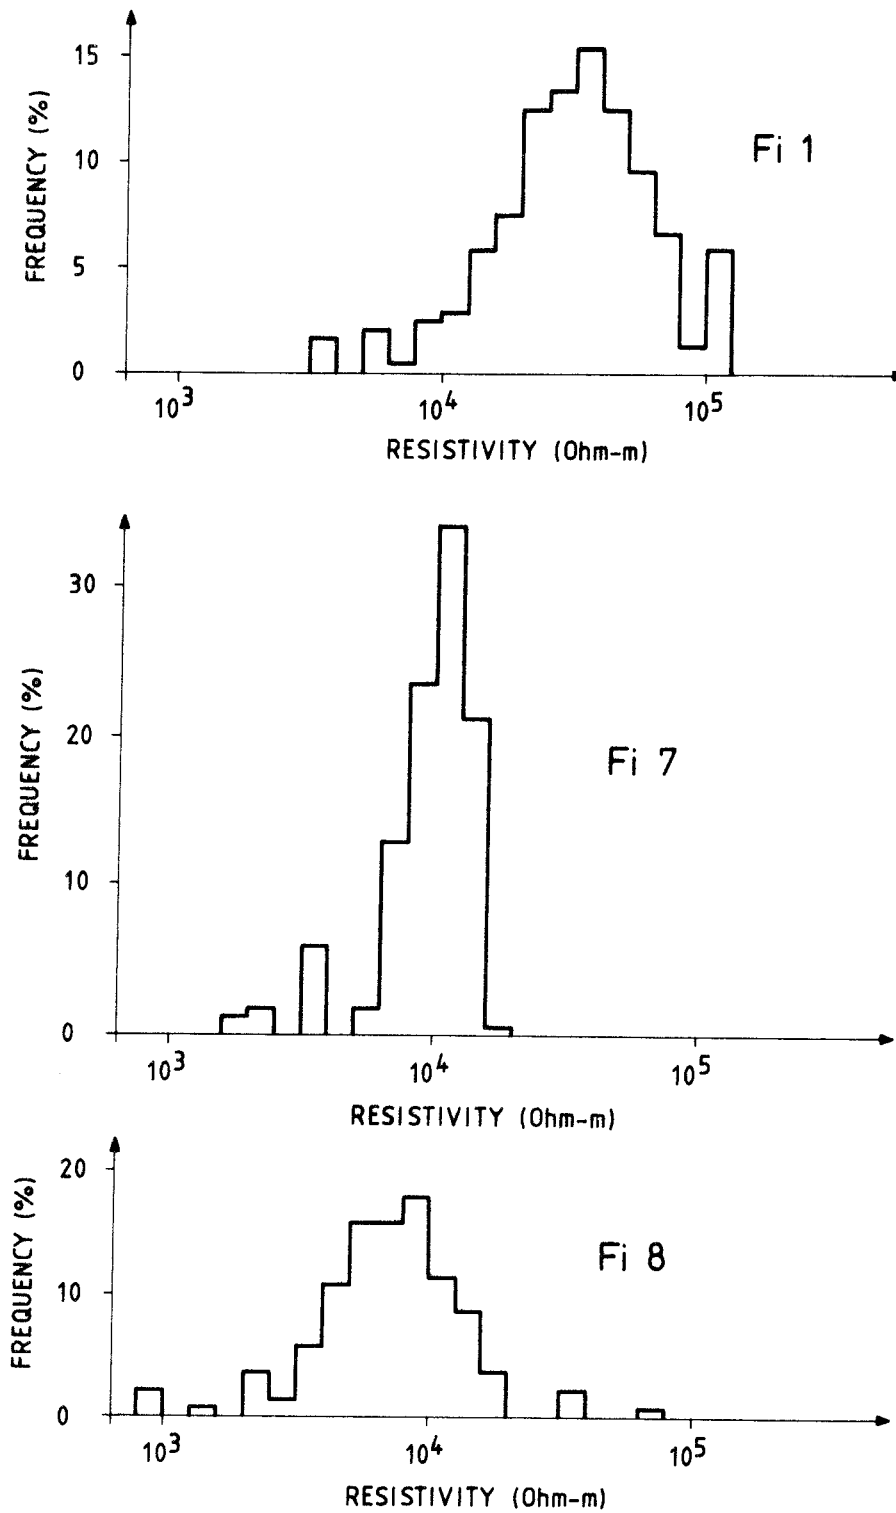 FREQUENCY (%)
15
10
5
0
Fi 1
10³ 10⁴ 10⁵
RESISTIVITY (Ohm-m)
FREQUENCY (%)
30
20
10
0
Fi 7
10³ 10⁴ 10⁵
RESISTIVITY (Ohm-m)
FREQUENCY (%)
20
10
0
Fi 8
10³ 10⁴ 10⁵
RESISTIVITY (Ohm-m)